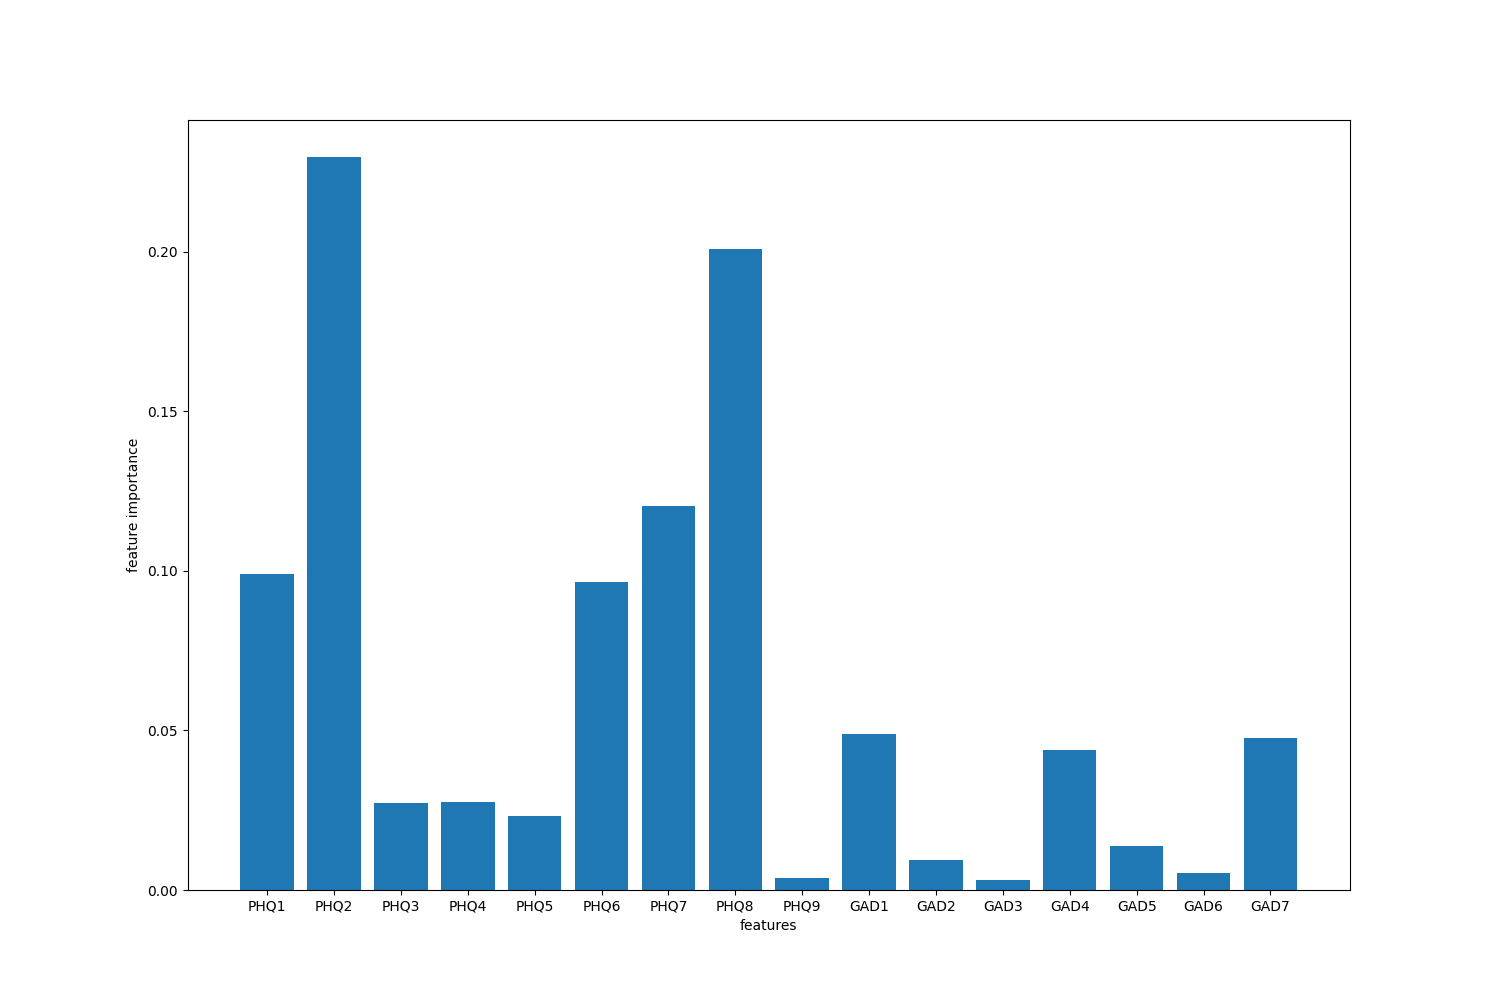 feature importance
0.20
0.15
0.10
0.05
0.00
PHQ1 PHQ2 PHQ3 PHQ4 PHQ5 PHQ6 PHQ7 PHQ8 PHQ9 GAD1 GAD2 GAD3 GAD4 GAD5 GAD6 GAD7
features